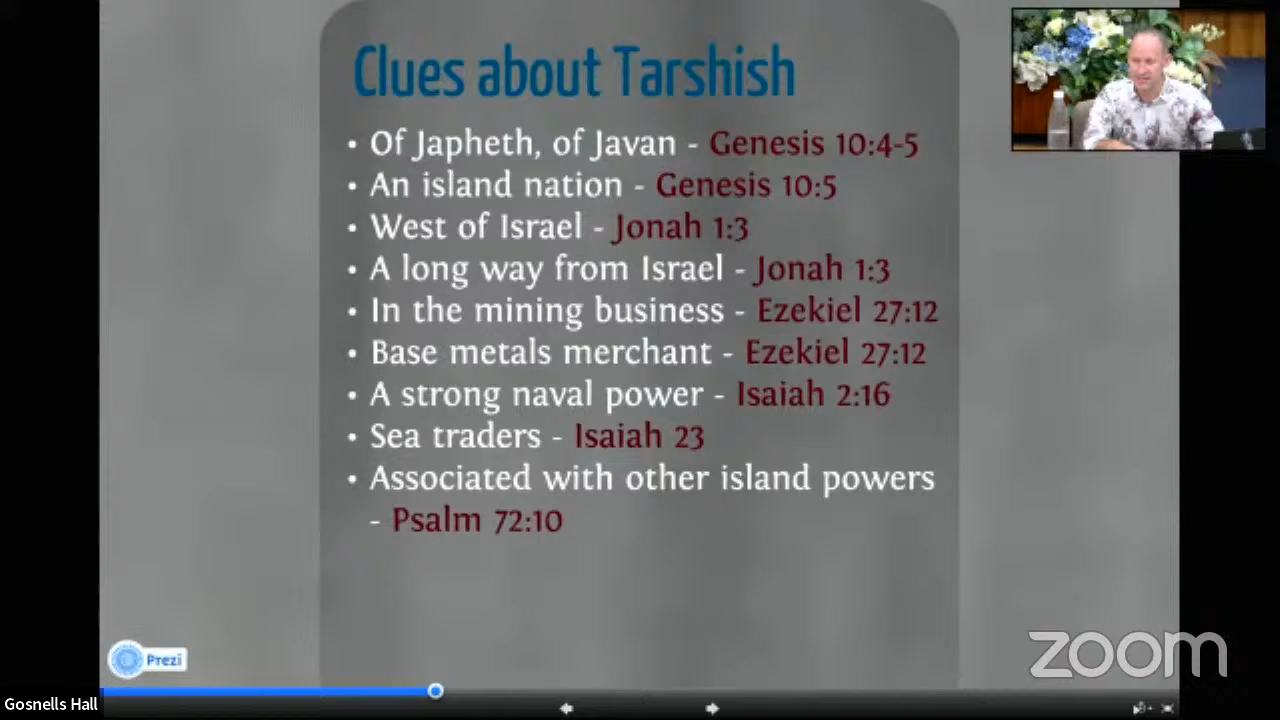 Clues about Tarshish
• Of Japheth, of Javan - Genesis 10:4-5
• An island nation - Genesis 10:5
• West of Israel - Jonah 1:3
• A long way from Israel - Jonah 1:3
• In the mining business - Ezekiel 27:12
• Base metals merchant - Ezekiel 27:12
• A strong naval power - Isaiah 2:16
• Sea traders - Isaiah 23
• Associated with other island powers
- Psalm 72:10
Prezi
zoom
Gosnells Hall